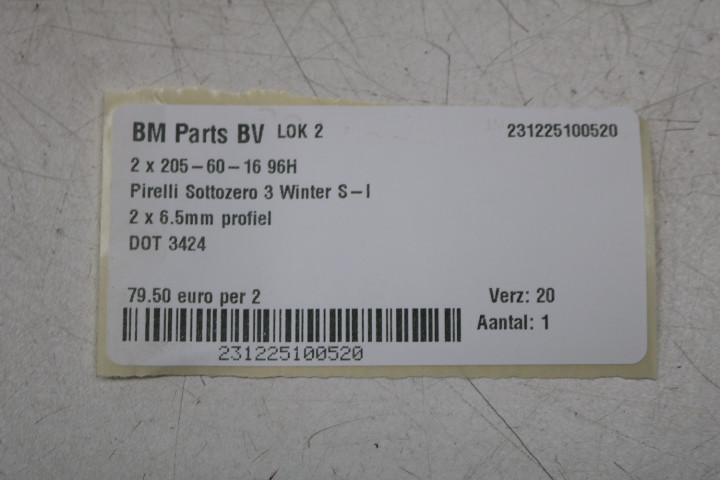 BM Parts BV LOK 2 231225100520
2 x 205-60-16 96H
Pirelli Sottozero 3 Winter S-I
2 x 6.5mm profiel
DOT 3424
79.50 euro per 2 Verz: 20
Aantal: 1
231225100520